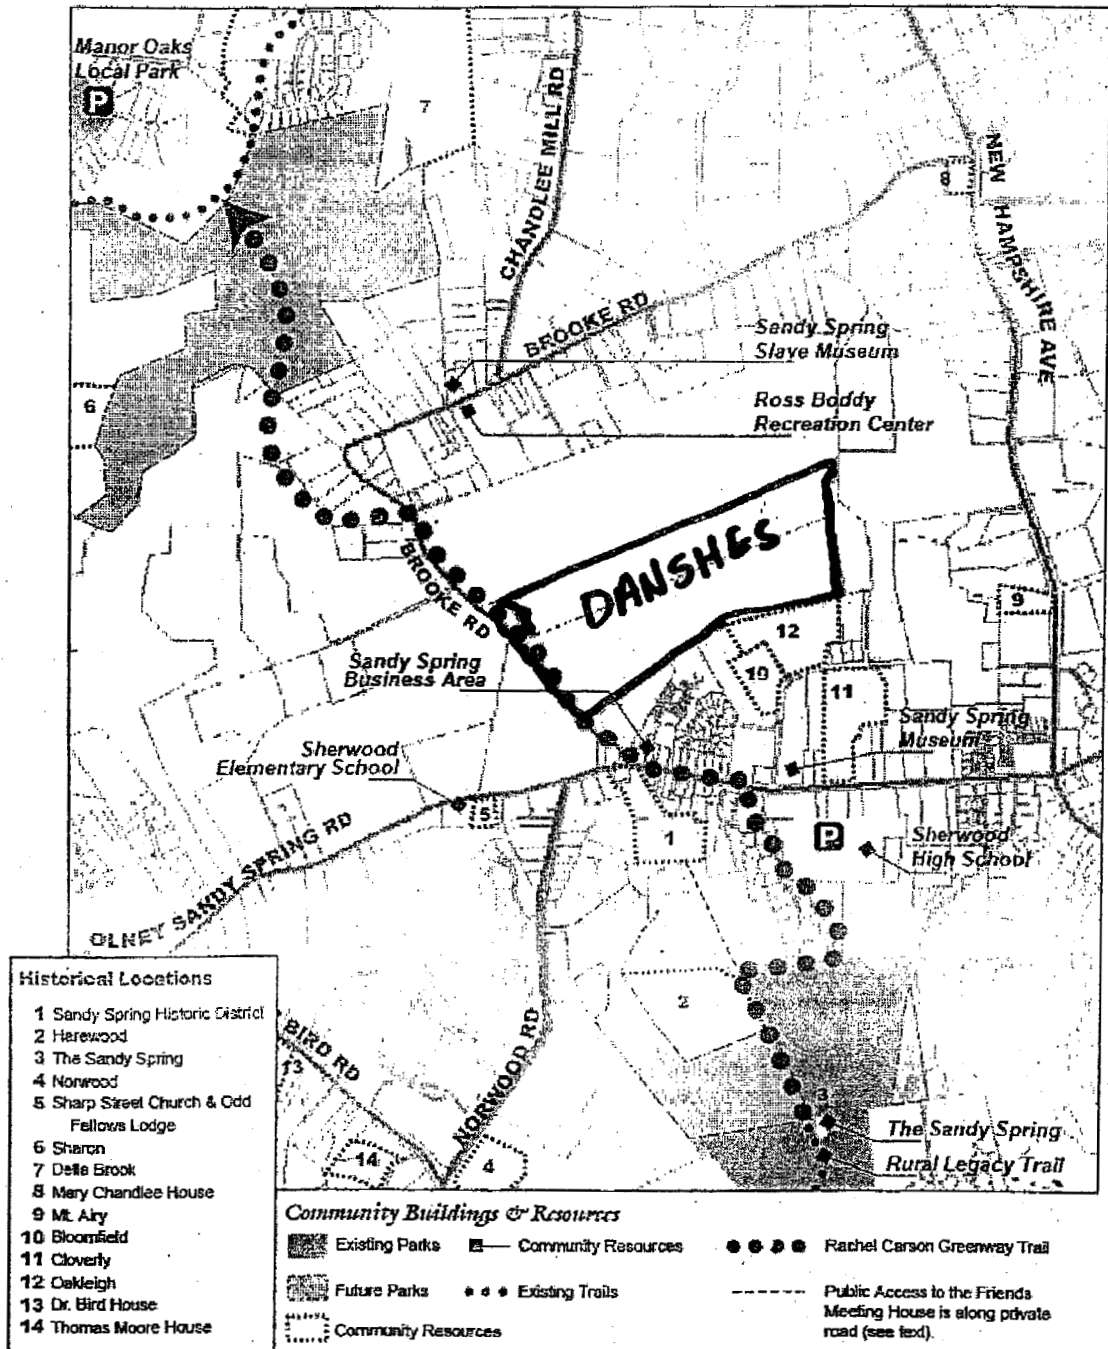 Manor Oaks
Local Park
P
7
CHANDLEE MILL RD
8
NEW HAMPSHIRE AVE
BROOKE RD
Sandy Spring
Slave Museum
Ross Boddy
Recreation Center
6
DANSHES
BROOKE RD
9
12
10
11
Sandy Spring
Business Area
Sandy Spring
Museum
Sherwood
Elementary School
5
1
P
Sherwood
High School
OLNEY SANDY SPRING RD
2
BIRD RD
13
NORWOOD RD
14
4
3
The Sandy Spring
Rural Legacy Trail
Historical Locations
1 Sandy Spring Historic District
2 Harewood
3 The Sandy Spring
4 Norwood
5 Sharp Street Church & Odd
Fellows Lodge
6 Sharon
7 Della Brook
8 Mary Chandlee House
9 Mt. Airy
10 Bloomfield
11 Cloverly
12 Oakleigh
13 Dr. Bird House
14 Thomas Moore House
Community Buildings & Resources
Existing Parks
Community Resources
Rachel Carson Greenway Trail
Future Parks
Existing Trails
Public Access to the Friends
Meeting House is along private
road (see text).
Community Resources